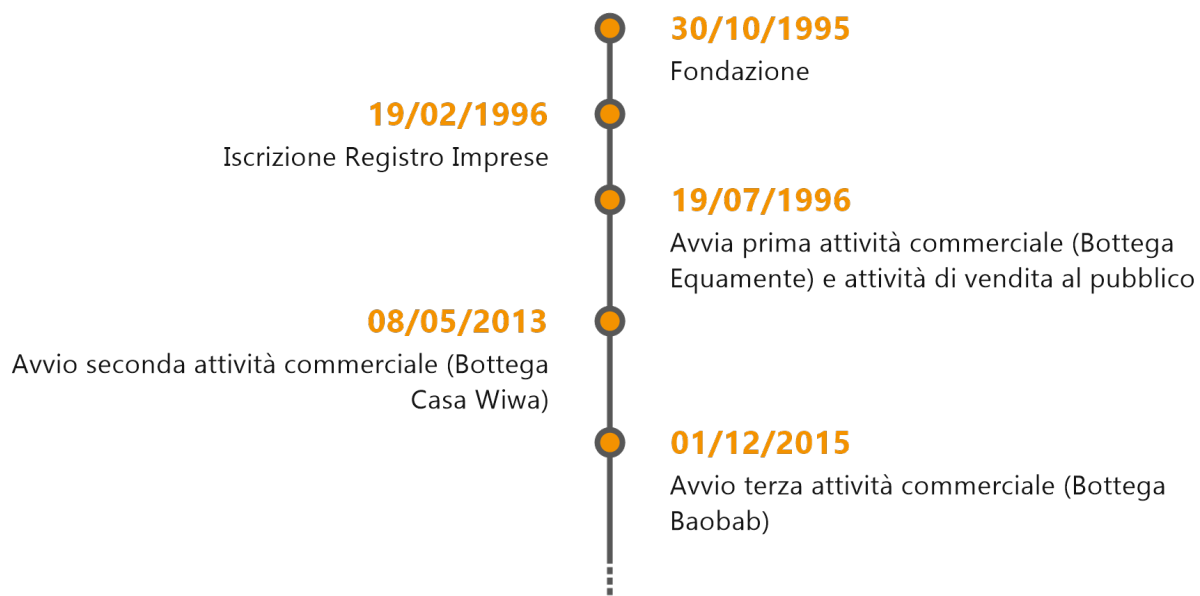 30/10/1995
Fondazione
19/02/1996
Iscrizione Registro Imprese
19/07/1996
Avvia prima attività commerciale (Bottega
Equamente) e attività di vendita al pubblico
08/05/2013
Avvio seconda attività commerciale (Bottega
Casa Wiwa)
01/12/2015
Avvio terza attività commerciale (Bottega
Baobab)